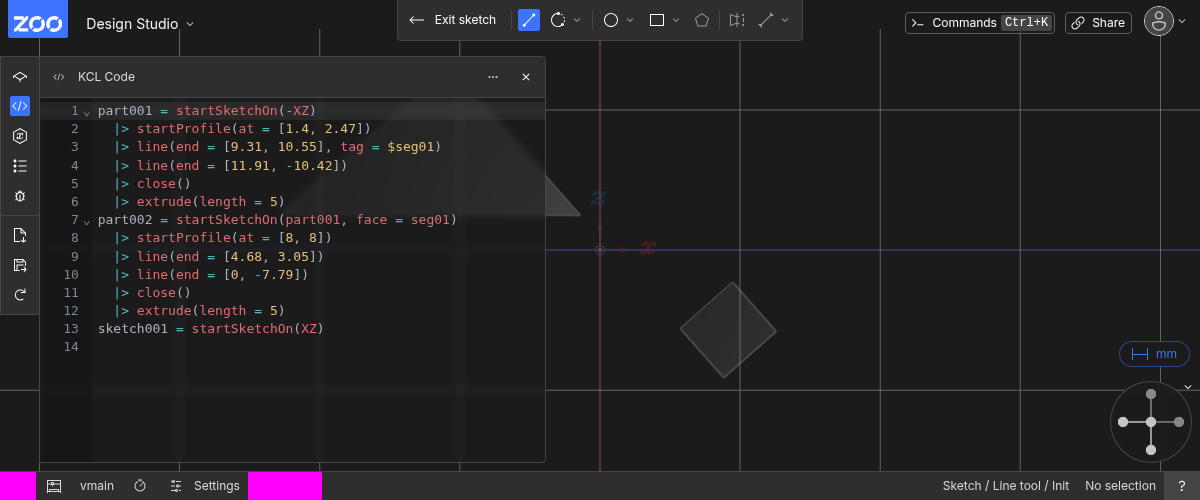 ZOO Design Studio Exit sketch Commands Ctrl+K Share
KCL Code
1 part001 = startSketchOn(-XZ)
2 |> startProfile(at = [1.4, 2.47])
3 |> line(end = [9.31, 10.55], tag = $seg01)
4 |> line(end = [11.91, -10.42])
5 |> close()
6 |> extrude(length = 5)
7 part002 = startSketchOn(part001, face = seg01)
8 |> startProfile(at = [8, 8])
9 |> line(end = [4.68, 3.05])
10 |> line(end = [0, -7.79])
11 |> close()
12 |> extrude(length = 5)
13 sketch001 = startSketchOn(XZ)
14
z
x
mm
vmain Settings Sketch / Line tool / Init No selection ?